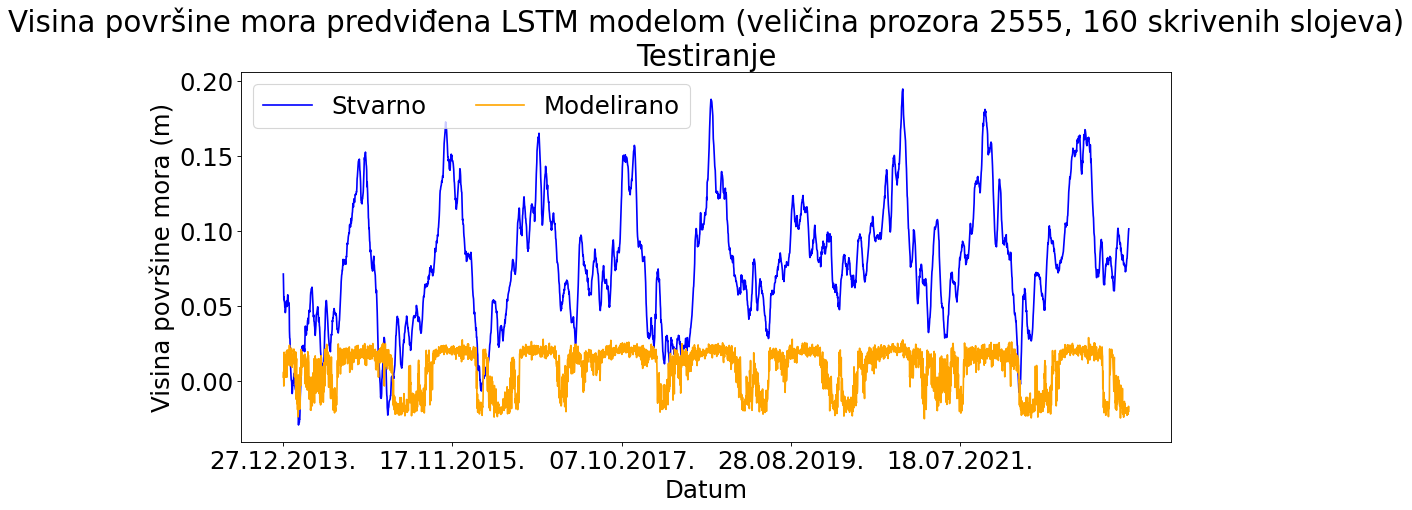 Visina površine mora predviđena LSTM modelom (veličina prozora 2555, 160 skrivenih slojeva)
Testiranje
Stvarno Modelirano
Visina površine mora (m)
0.20
0.15
0.10
0.05
0.00
27.12.2013. 17.11.2015. 07.10.2017. 28.08.2019. 18.07.2021.
Datum